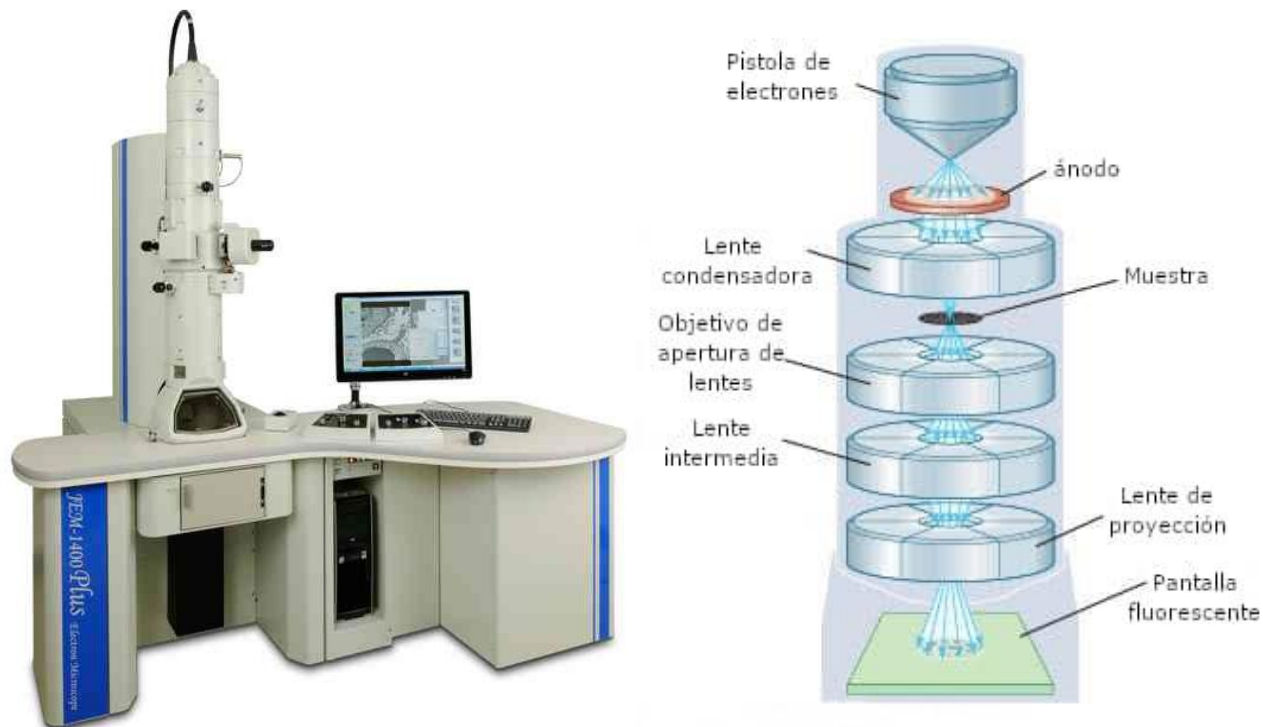 JEM-1400Plus Electron Microscope
Pistola de
electrones
ánodo
Lente
condensadora
Muestra
Objetivo de
apertura de
lentes
Lente
intermedia
Lente de
proyección
Pantalla
fluorescente